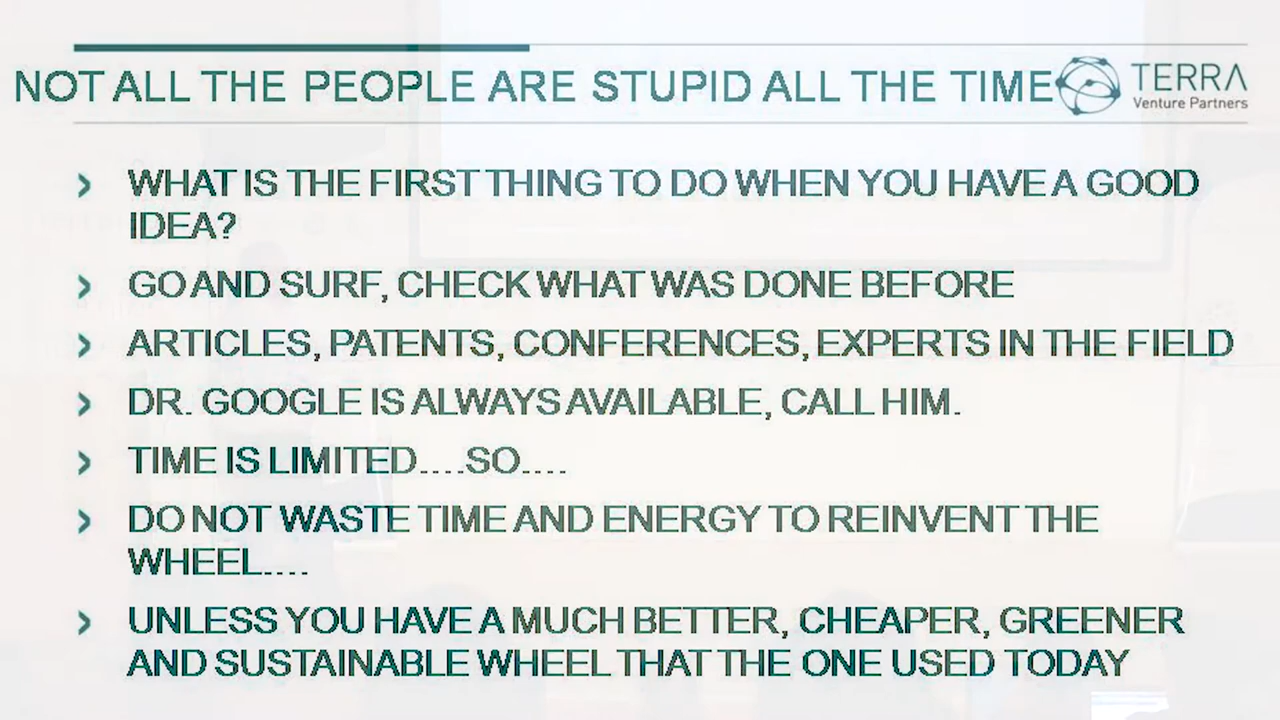 NOT ALL THE PEOPLE ARE STUPID ALL THE TIME
TERRA
Venture Partners
› WHAT IS THE FIRST THING TO DO WHEN YOU HAVE A GOOD
IDEA?
› GO AND SURF, CHECK WHAT WAS DONE BEFORE
› ARTICLES, PATENTS, CONFERENCES, EXPERTS IN THE FIELD
› DR. GOOGLE IS ALWAYS AVAILABLE, CALL HIM.
› TIME IS LIMITED....SO....
› DO NOT WASTE TIME AND ENERGY TO REINVENT THE
WHEEL....
› UNLESS YOU HAVE A MUCH BETTER, CHEAPER, GREENER
AND SUSTAINABLE WHEEL THAT THE ONE USED TODAY